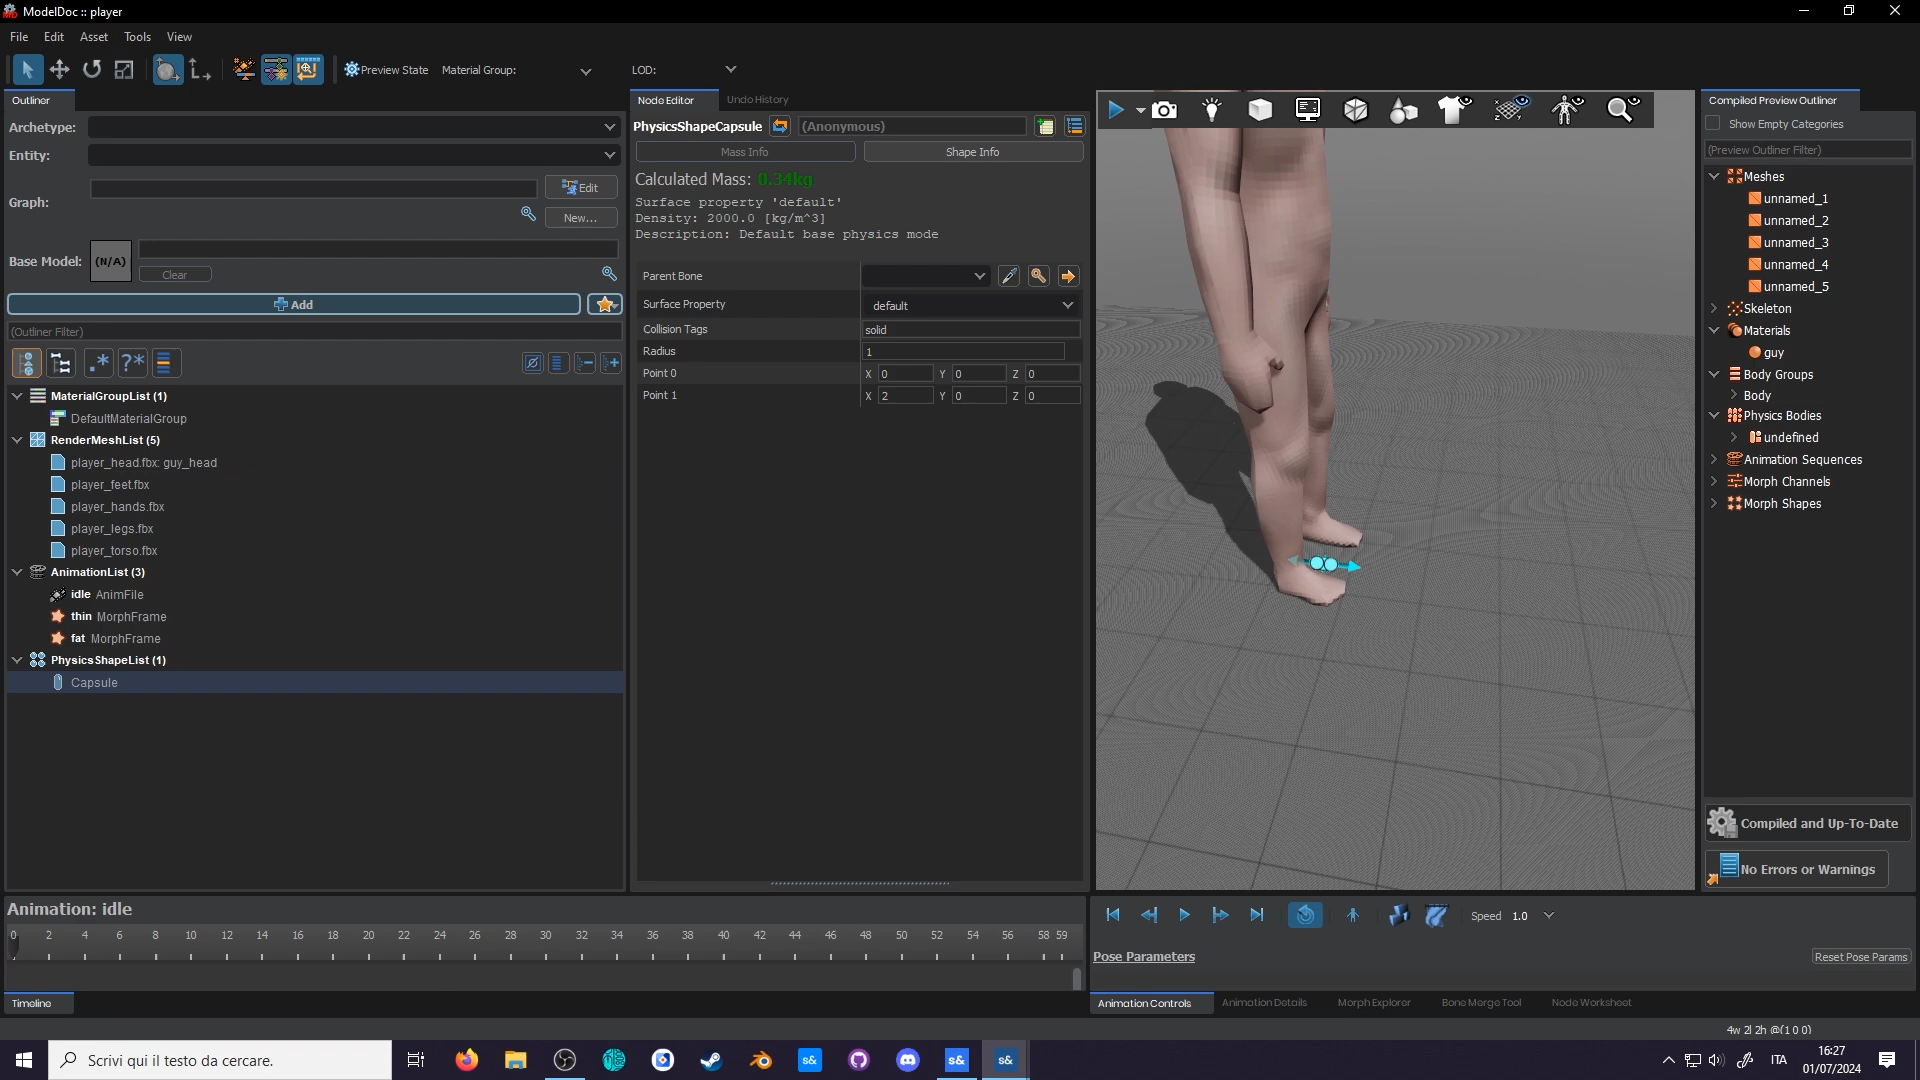 ModelDoc :: player
File Edit Asset Tools View
Preview State Material Group: LOD:
Outliner
Archetype:
Entity:
Graph:
Edit
New...
Base Model:
(N/A)
Clear
Add
(Outliner Filter)
.* ?*
MaterialGroupList (1)
DefaultMaterialGroup
RenderMeshList (5)
player_head.fbx: guy_head
player_feet.fbx
player_hands.fbx
player_legs.fbx
player_torso.fbx
AnimationList (3)
idle AnimFile
thin MorphFrame
fat MorphFrame
PhysicsShapeList (1)
Capsule
Node Editor Undo History
PhysicsShapeCapsule (Anonymous)
Mass Info Shape Info
Calculated Mass: 0.34kg
Surface property 'default'
Density: 2000.0 [kg/m^3]
Description: Default base physics mode
Parent Bone
Surface Property default
Collision Tags solid
Radius 1
Point 0 X 0 Y 0 Z 0
Point 1 X 2 Y 0 Z 0
Compiled Preview Outliner
Show Empty Categories
(Preview Outliner Filter)
Meshes
unnamed_1
unnamed_2
unnamed_3
unnamed_4
unnamed_5
Skeleton
Materials
guy
Body Groups
Body
Physics Bodies
undefined
Animation Sequences
Morph Channels
Morph Shapes
Compiled and Up-To-Date
No Errors or Warnings
Animation: idle
0 2 4 6 8 10 12 14 16 18 20 22 24 26 28 30 32 34 36 38 40 42 44 46 48 50 52 54 56 58 59
Timeline
Speed 1.0
Pose Parameters
Reset Pose Params
Animation Controls Animation Details Morph Explorer Bone Merge Tool Node Worksheet
4w 2l 2h @(1 0 0)
Scrivi qui il testo da cercare.
s& s& s&
ITA
16:27
01/07/2024